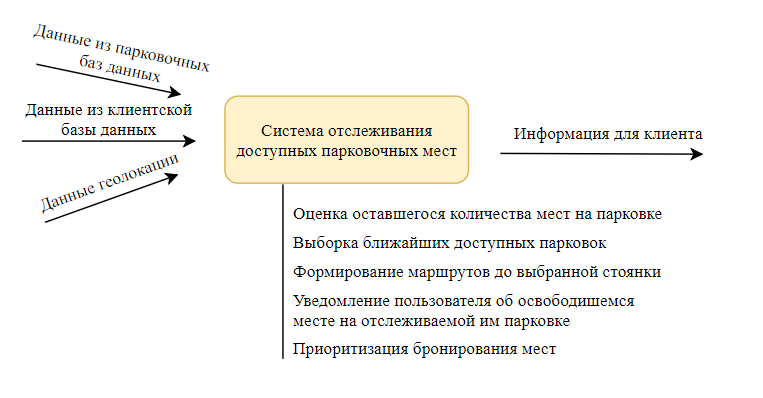 Данные из парковочных
баз данных
Данные из клиентской
базы данных
Данные геолокации
Система отслеживания
доступных парковочных мест
Информация для клиента
Оценка оставшегося количества мест на парковке
Выборка ближайших доступных парковок
Формирование маршрутов до выбранной стоянки
Уведомление пользователя об освободишемся
месте на отслеживаемой им парковке
Приоритизация бронирования мест